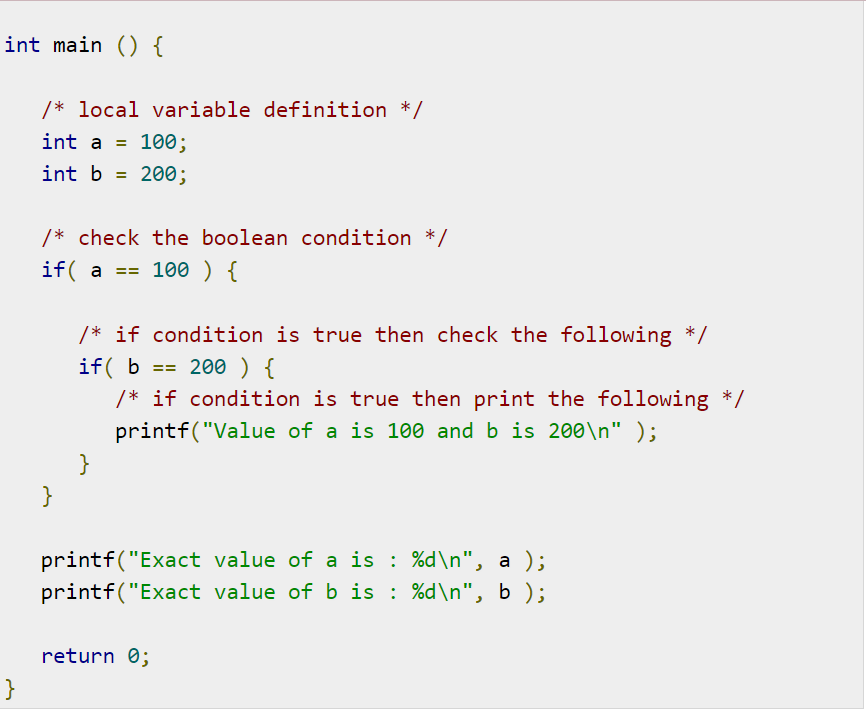 int main () {
/* local variable definition */
int a = 100;
int b = 200;
/* check the boolean condition */
if( a == 100 ) {
/* if condition is true then check the following */
if( b == 200 ) {
/* if condition is true then print the following */
printf("Value of a is 100 and b is 200\n" );
}
}
printf("Exact value of a is : %d\n", a );
printf("Exact value of b is : %d\n", b );
return 0;
}